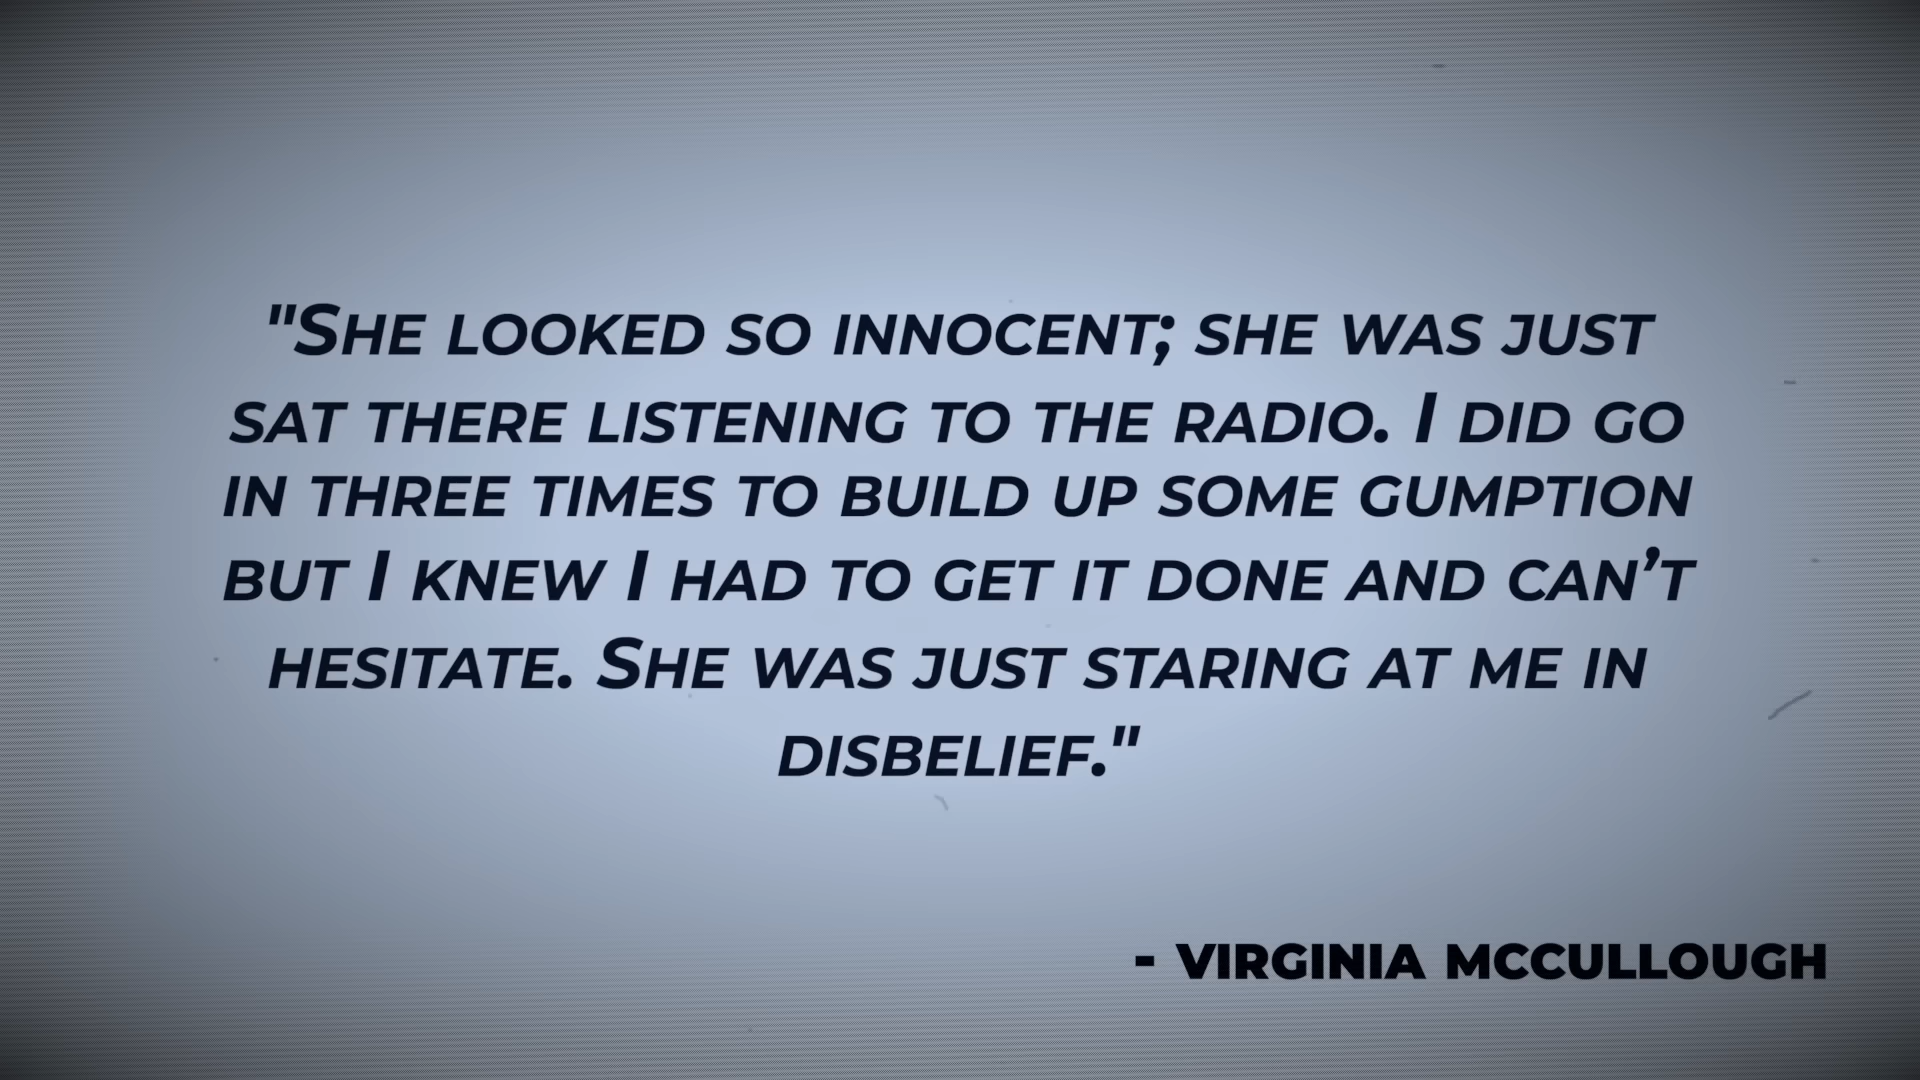 "She looked so innocent; she was just
sat there listening to the radio. I did go
in three times to build up some gumption
but I knew I had to get it done and can’t
hesitate. She was just staring at me in
disbelief."
- VIRGINIA MCCULLOUGH